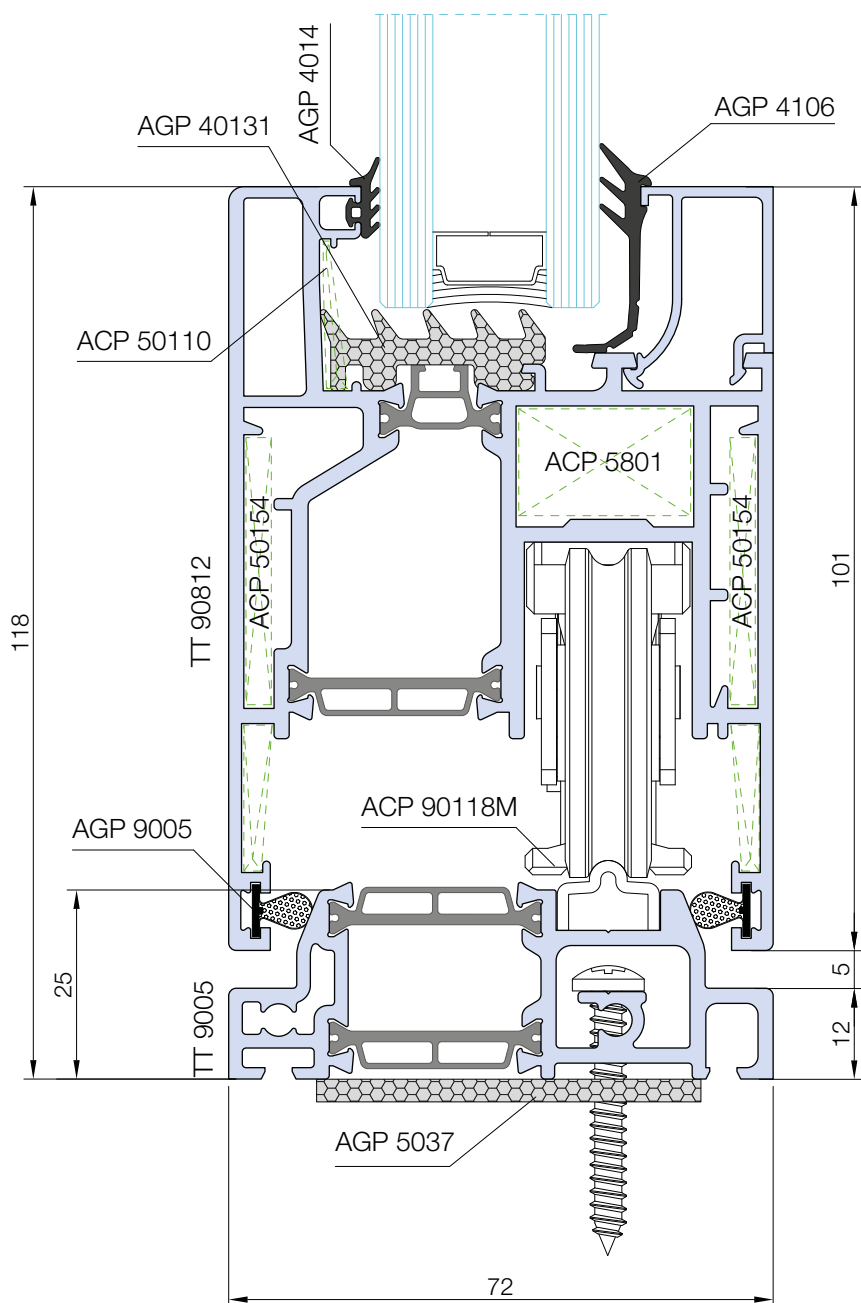 AGP 4014
AGP 40131
AGP 4106
ACP 50110
ACP 5801
ACP 50154
ACP 50154
TT 90812
118
101
ACP 90118M
AGP 9005
25
5
TT 9005
12
AGP 5037
72